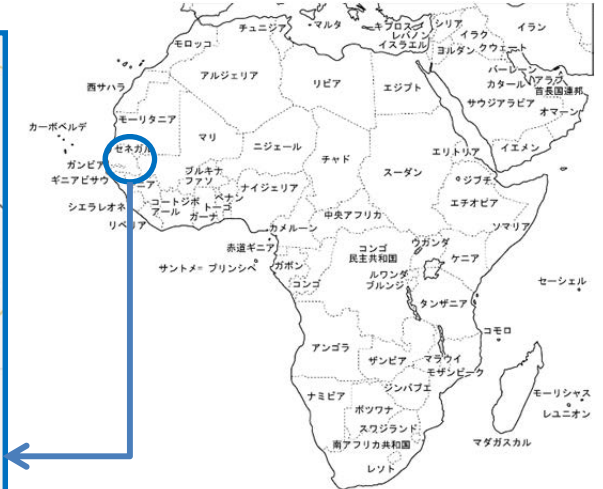 チュニジア
マルタ
キプロス
シリア
イラン
レバノン
イラク
モロッコ
イスラエル
ヨルダン
クウェート
バーレーン
アルジェリア
リビア
エジプト
カタール
アラブ
首長国連邦
西サハラ
サウジアラビア
オマーン
モーリタニア
カーボベルデ
マリ
ニジェール
セネガル
チャド
エリトリア
イエメン
ガンビア
ブルキナ
ファソ
スーダン
ギニアビサウ
ナイジェリア
ジブチ
ベナン
エチオピア
シエラレオネ
コートジボ
アール
トーゴ
ガーナ
中央アフリカ
ソマリア
リベリア
カメルーン
赤道ギニア
コンゴ
民主共和国
ウガンダ
ケニア
サントメ= プリンシペ
ガボン
ルワンダ
ブルンジ
コンゴ
セーシェル
タンザニア
コモロ
アンゴラ
ザンビア
マラウイ
モザンビーク
ナミビア
ジンバブエ
モーリシャス
ボツワナ
レユニオン
スワジランド
南アフリカ共和国
マダガスカル
レソト